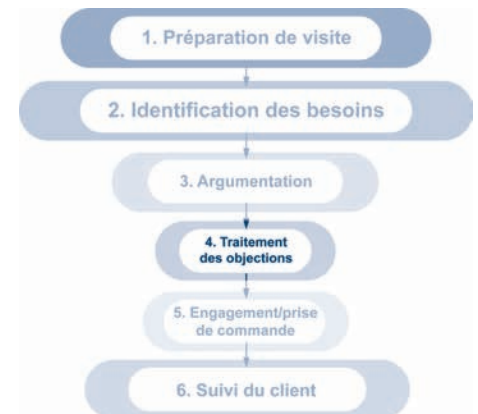 1. Préparation de visite
2. Identification des besoins
3. Argumentation
4. Traitement
des objections
5. Engagement/prise
de commande
6. Suivi du client